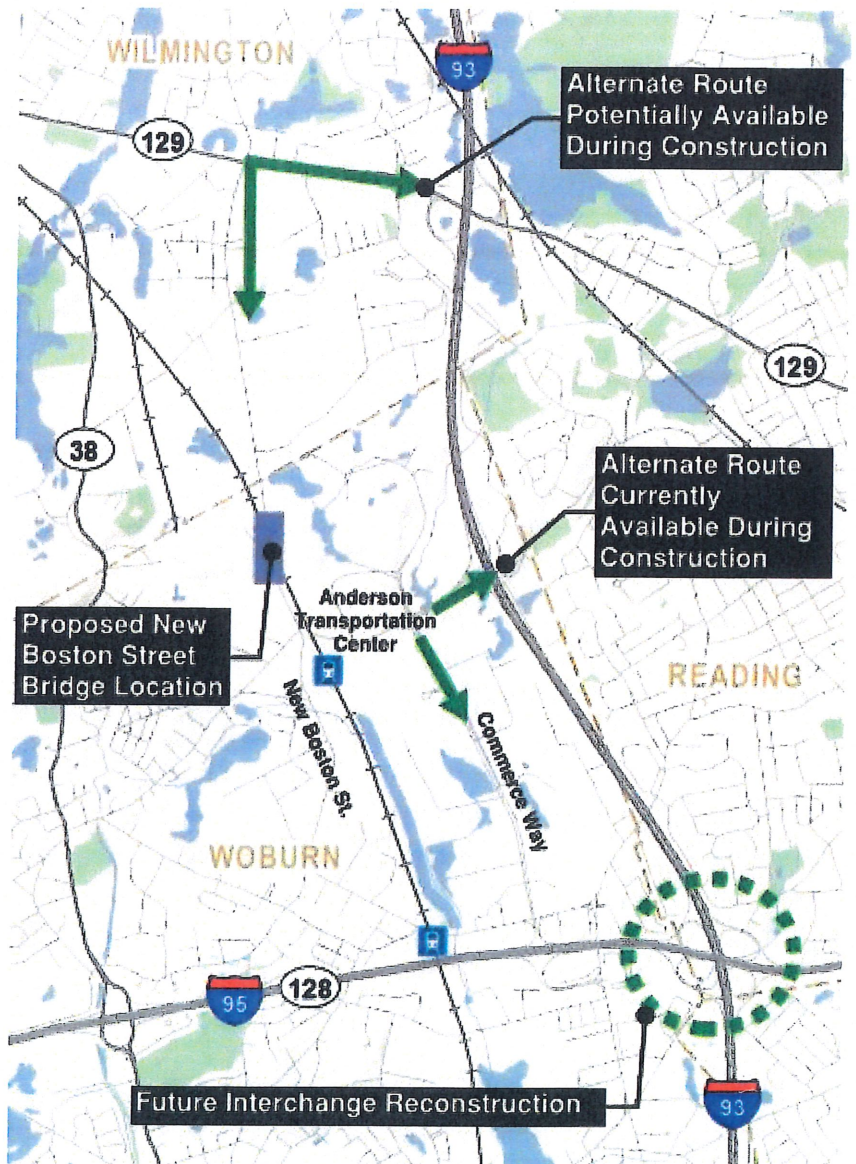 WILMINGTON
93
Alternate Route
Potentially Available
During Construction
129
129
38
Alternate Route
Currently
Available During
Construction
Anderson
Transportation
Center
Proposed New
Boston Street
Bridge Location
READING
New Boston St.
Commerce Way
WOBURN
95
128
Future Interchange Reconstruction
93